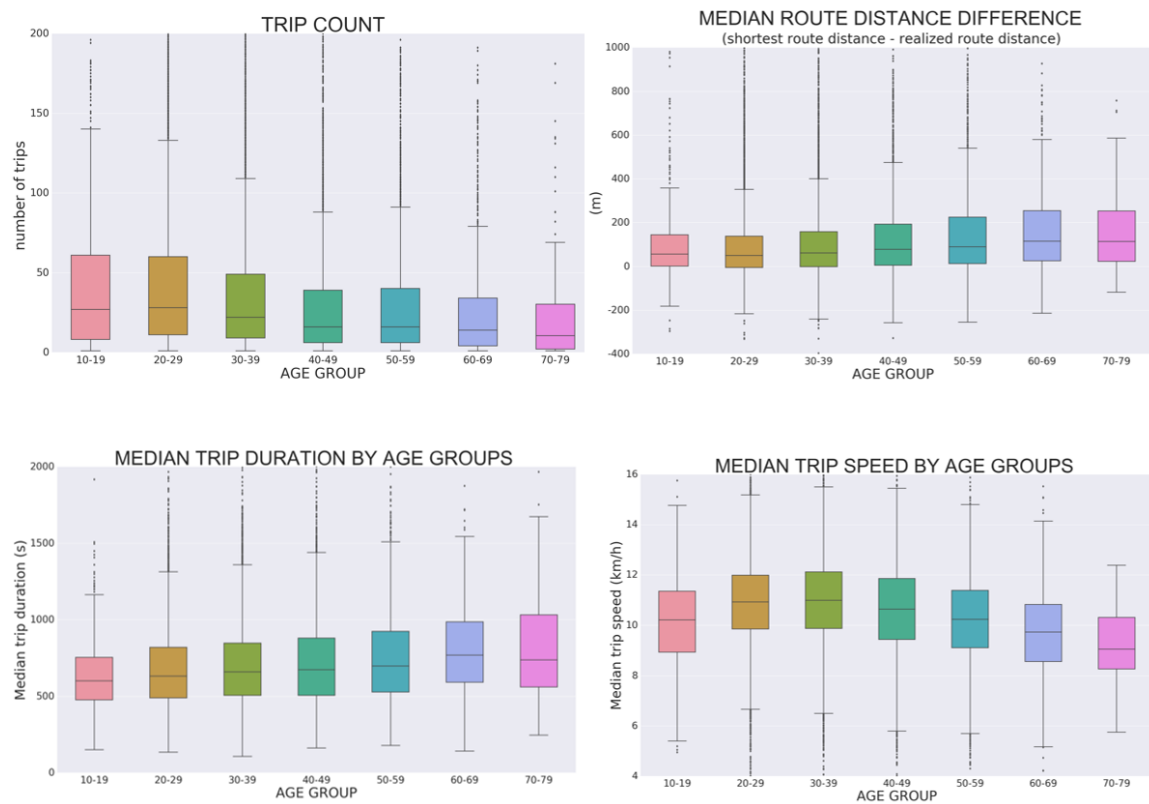 TRIP COUNT
number of trips
200
150
100
50
0
10-19 20-29 30-39 40-49 50-59 60-69 70-79
AGE GROUP
MEDIAN ROUTE DISTANCE DIFFERENCE
(shortest route distance - realized route distance)
(m)
1000
800
600
400
200
0
-200
-400
10-19 20-29 30-39 40-49 50-59 60-69 70-79
AGE GROUP
MEDIAN TRIP DURATION BY AGE GROUPS
Median trip duration (s)
2000
1500
1000
500
0
10-19 20-29 30-39 40-49 50-59 60-69 70-79
MEDIAN TRIP SPEED BY AGE GROUPS
Median trip speed (km/h)
16
14
12
10
8
6
4
10-19 20-29 30-39 40-49 50-59 60-69 70-79
AGE GROUP